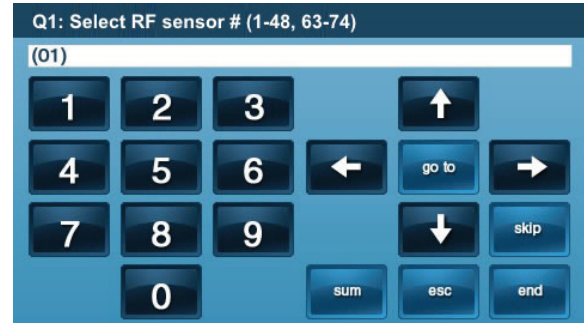 Q1: Select RF sensor # (1-48, 63-74)
(01)
1 2 3
4 5 6 go to
7 8 9 skip
0 sum esc end